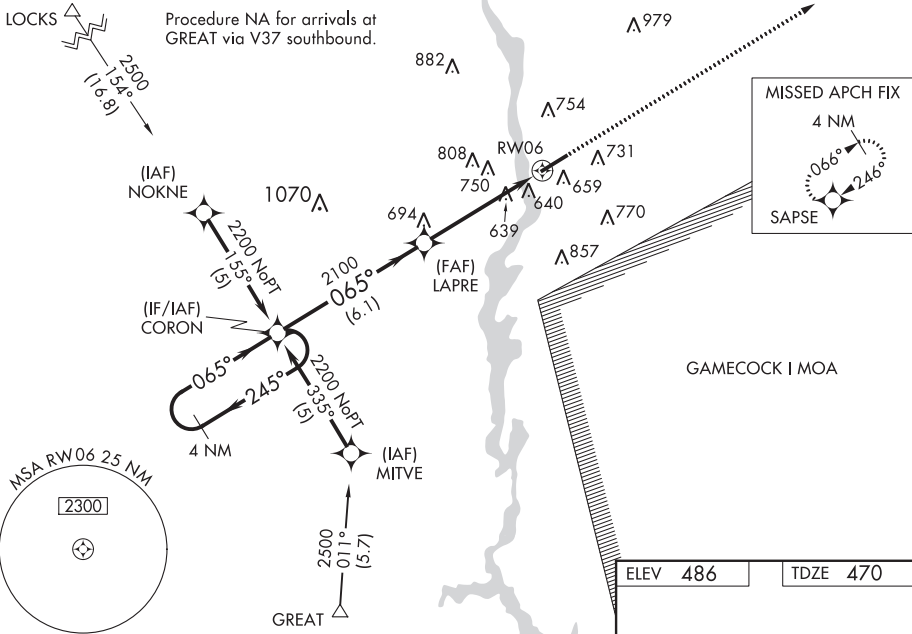 LOCKS
Procedure NA for arrivals at
GREAT via V37 southbound.
2500
154°
(16.8)
979
882
754
MISSED APCH FIX
4 NM
066°
246°
SAPSE
RW06
808
750
731
659
640
639
(IAF)
NOKNE
1070
694
770
857
2200 NoPT
155°
(5)
2100
065°
(6.1)
(FAF)
LAPRE
(IF/IAF)
CORON
065°
245°
4 NM
2200 NoPT
335°
(5)
GAMECOCK I MOA
(IAF)
MITVE
MSA RW06 25 NM
2300
2500
011°
(5.7)
GREAT
ELEV 486
TDZE 470